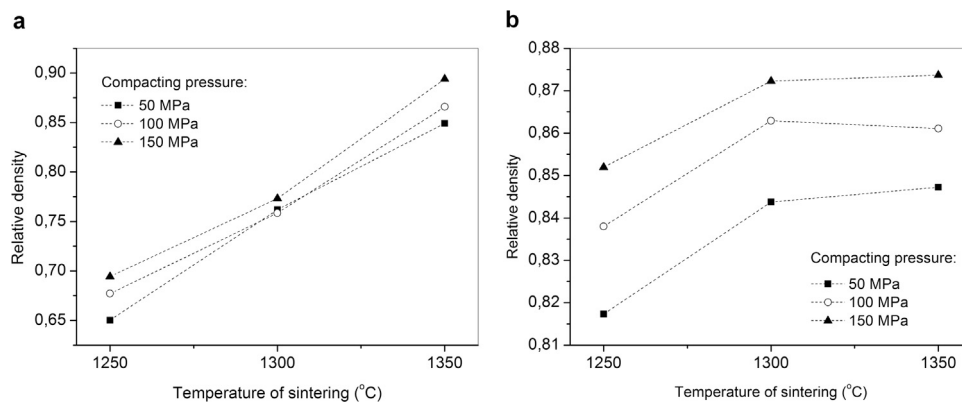 a
0,90
0,85
0,80
0,75
0,70
0,65
Relative density
Compacting pressure:
50 MPa
100 MPa
150 MPa
1250
1300
1350
Temperature of sintering (°C)
b
0,88
0,87
0,86
0,85
0,84
0,83
0,82
0,81
Relative density
Compacting pressure:
50 MPa
100 MPa
150 MPa
1250
1300
1350
Temperature of sintering (°C)